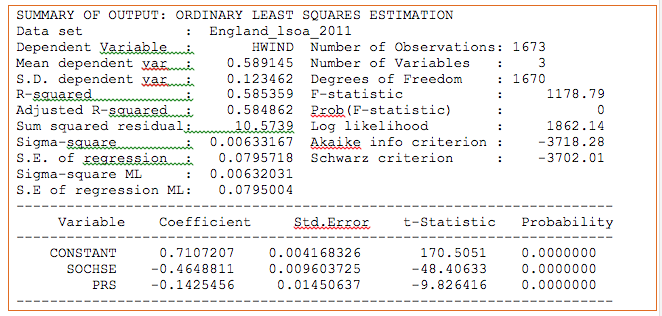 SUMMARY OF OUTPUT: ORDINARY LEAST SQUARES ESTIMATION
Data set : England_lsoa_2011
Dependent Variable : HWIND Number of Observations: 1673
Mean dependent var : 0.589145 Number of Variables : 3
S.D. dependent var : 0.123462 Degrees of Freedom : 1670
R-squared : 0.585359 F-statistic : 1178.79
Adjusted R-squared : 0.584862 Prob(F-statistic) : 0
Sum squared residual: 10.5739 Log likelihood : 1862.14
Sigma-square : 0.00633167 Akaike info criterion : -3718.28
S.E. of regression : 0.0795718 Schwarz criterion : -3702.01
Sigma-square ML : 0.00632031
S.E of regression ML: 0.0795004
Variable Coefficient Std.Error t-Statistic Probability
CONSTANT 0.7107207 0.004168326 170.5051 0.0000000
SOCHSE -0.4648811 0.009603725 -48.40633 0.0000000
PRS -0.1425456 0.01450637 -9.826416 0.0000000